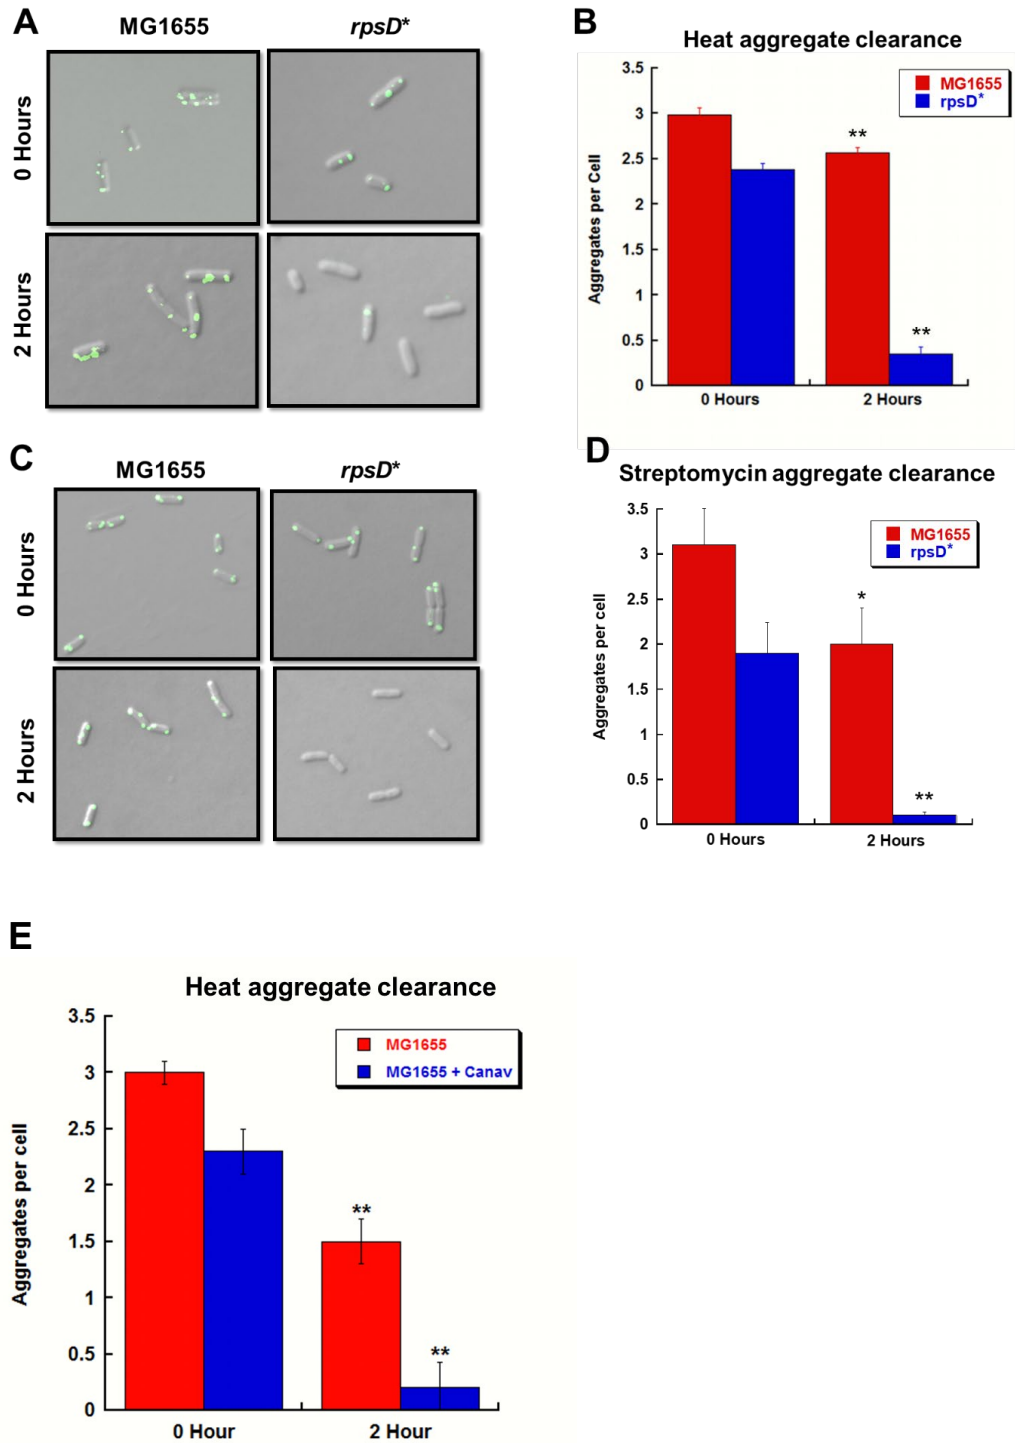 A
MG1655
rpsD*
0 Hours
2 Hours
B
Heat aggregate clearance
MG1655
rpsD*
Aggregates per Cell
3.5
3
2.5
2
1.5
1
0.5
0
**
**
0 Hours
2 Hours
C
MG1655
rpsD*
0 Hours
2 Hours
D
Streptomycin aggregate clearance
MG1655
rpsD*
Aggregates per cell
3.5
3
2.5
2
1.5
1
0.5
0
*
**
0 Hours
2 Hours
E
Heat aggregate clearance
MG1655
MG1655 + Canav
Aggregates per cell
3.5
3
2.5
2
1.5
1
0.5
0
**
**
0 Hour
2 Hour